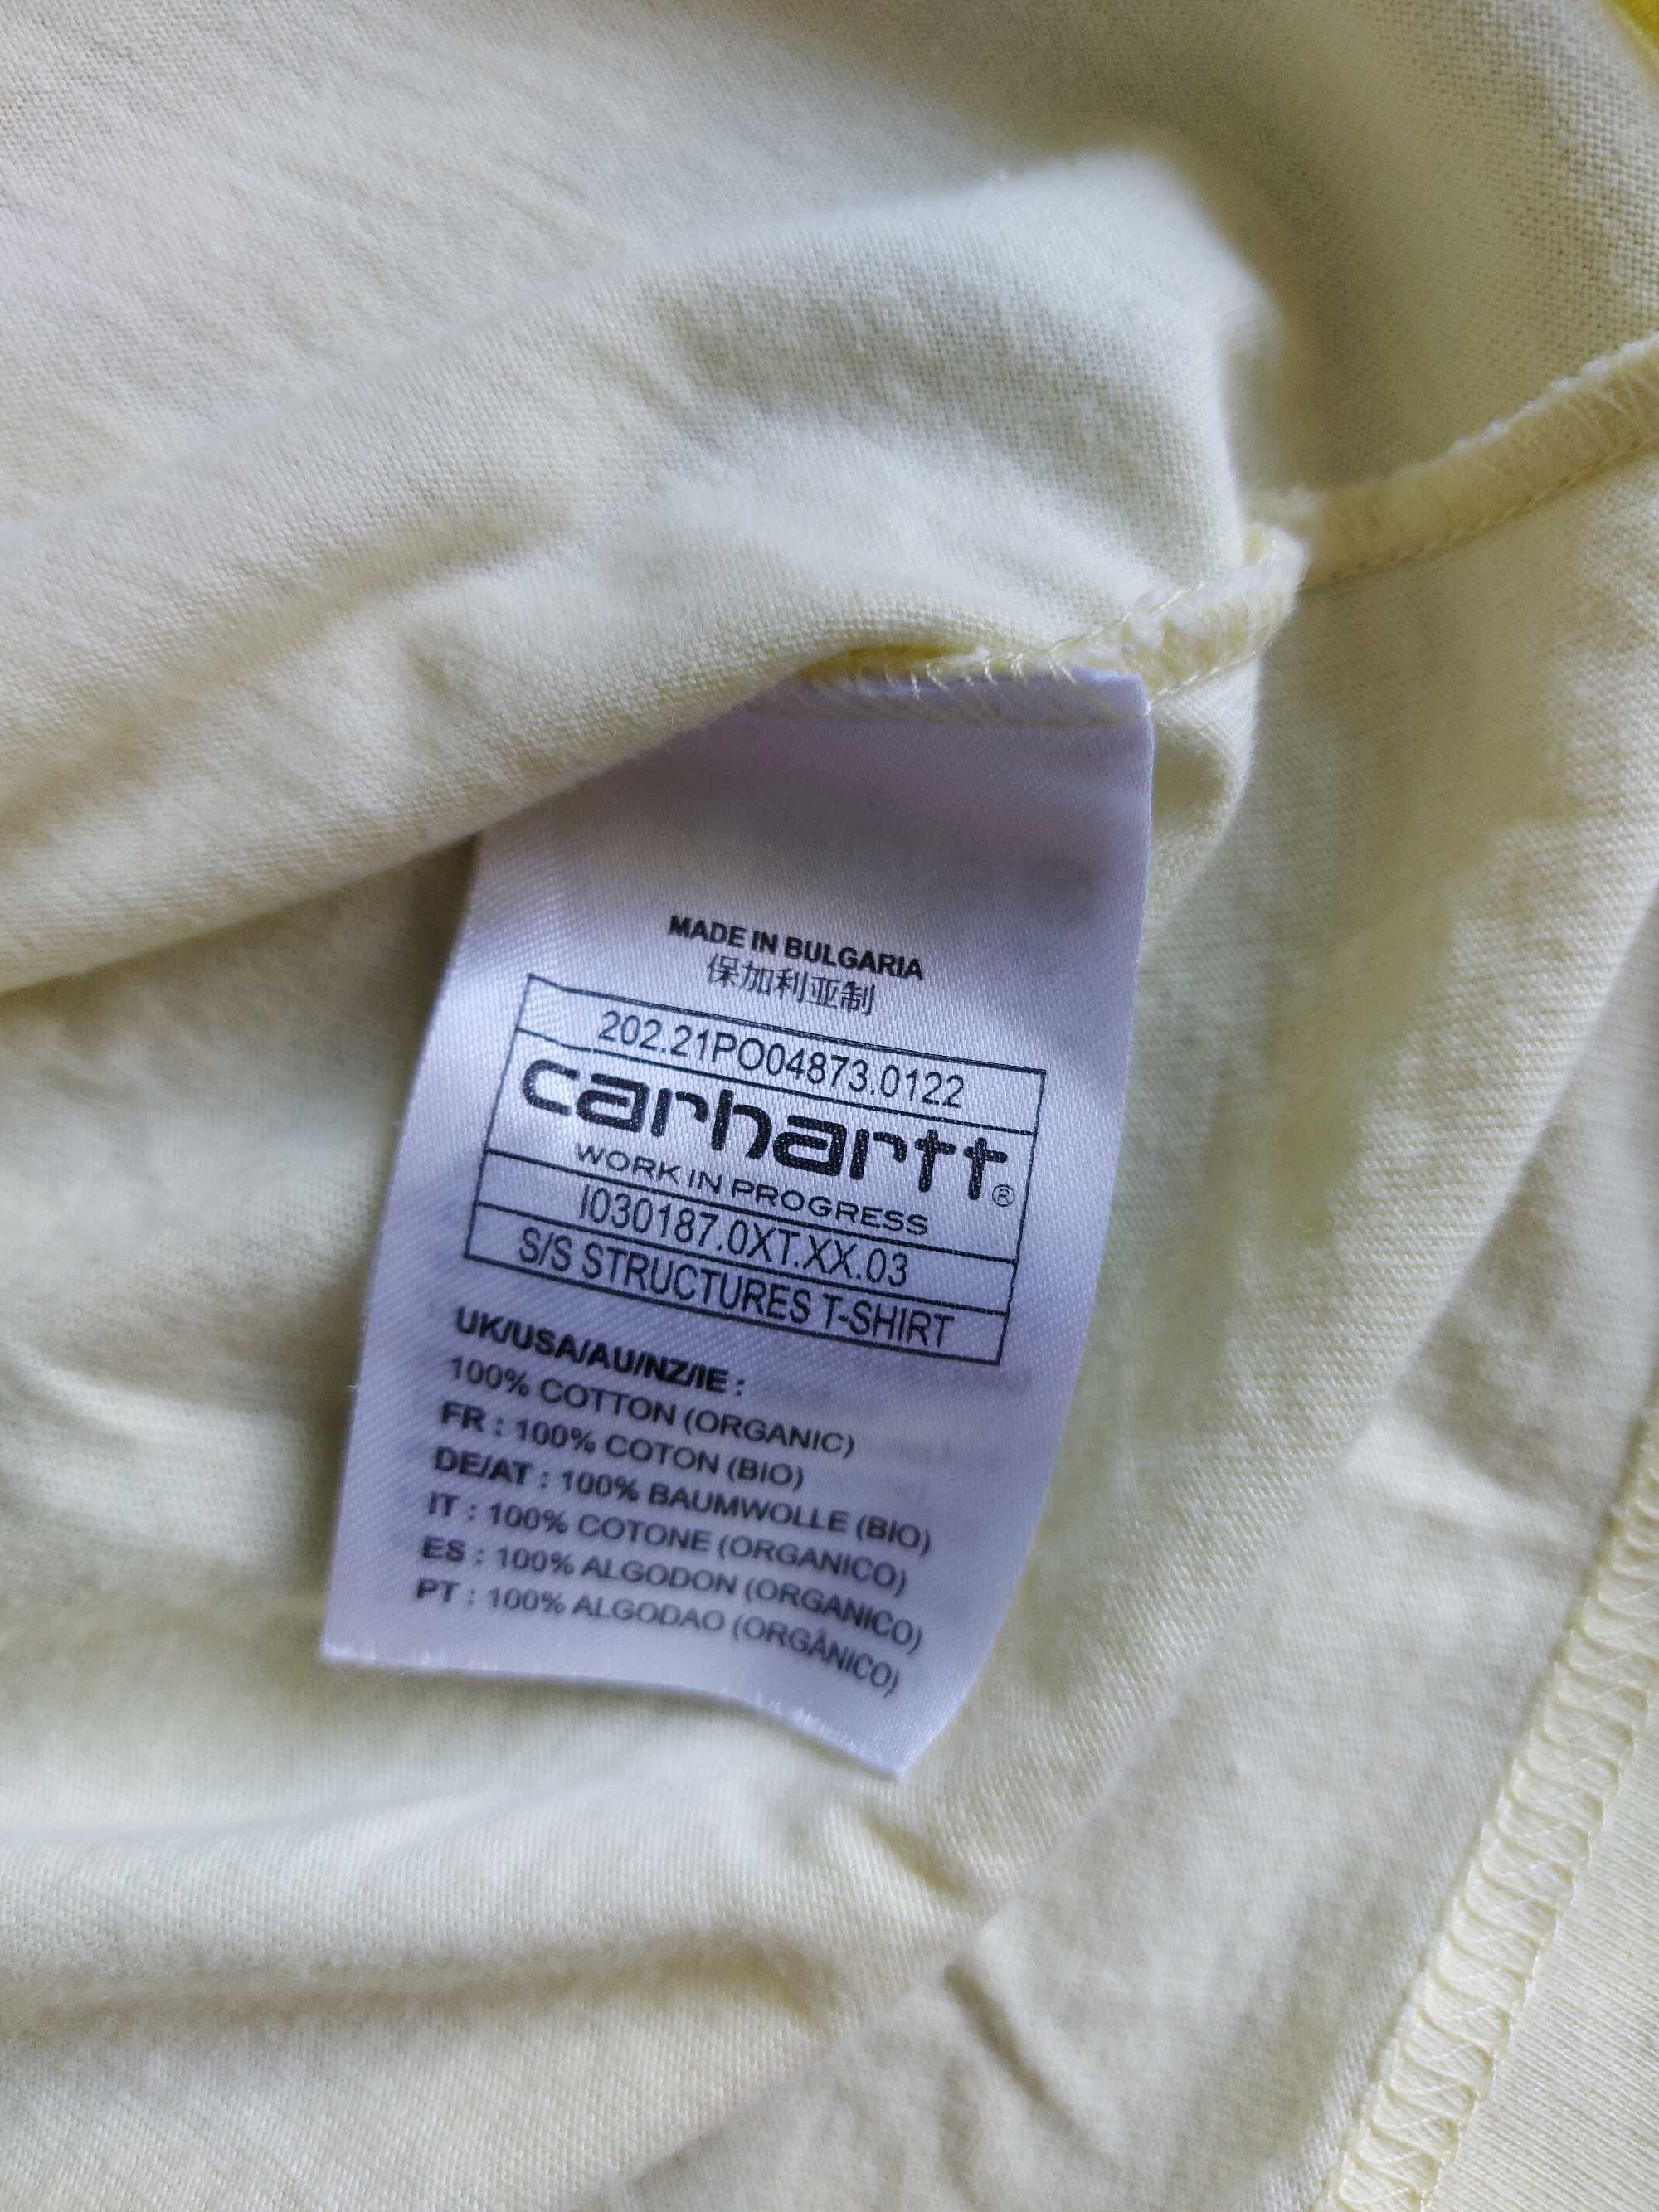 MADE IN BULGARIA
保加利亚制
202.21PO04873.0122
carhartt®
WORK IN PROGRESS
I030187.0XT.XX.03
S/S STRUCTURES T-SHIRT
UK/USA/AU/NZ/IE :
100% COTTON (ORGANIC)
FR : 100% COTON (BIO)
DE/AT : 100% BAUMWOLLE (BIO)
IT : 100% COTONE (ORGANICO)
ES : 100% ALGODON (ORGANICO)
PT : 100% ALGODAO (ORGÂNICO)